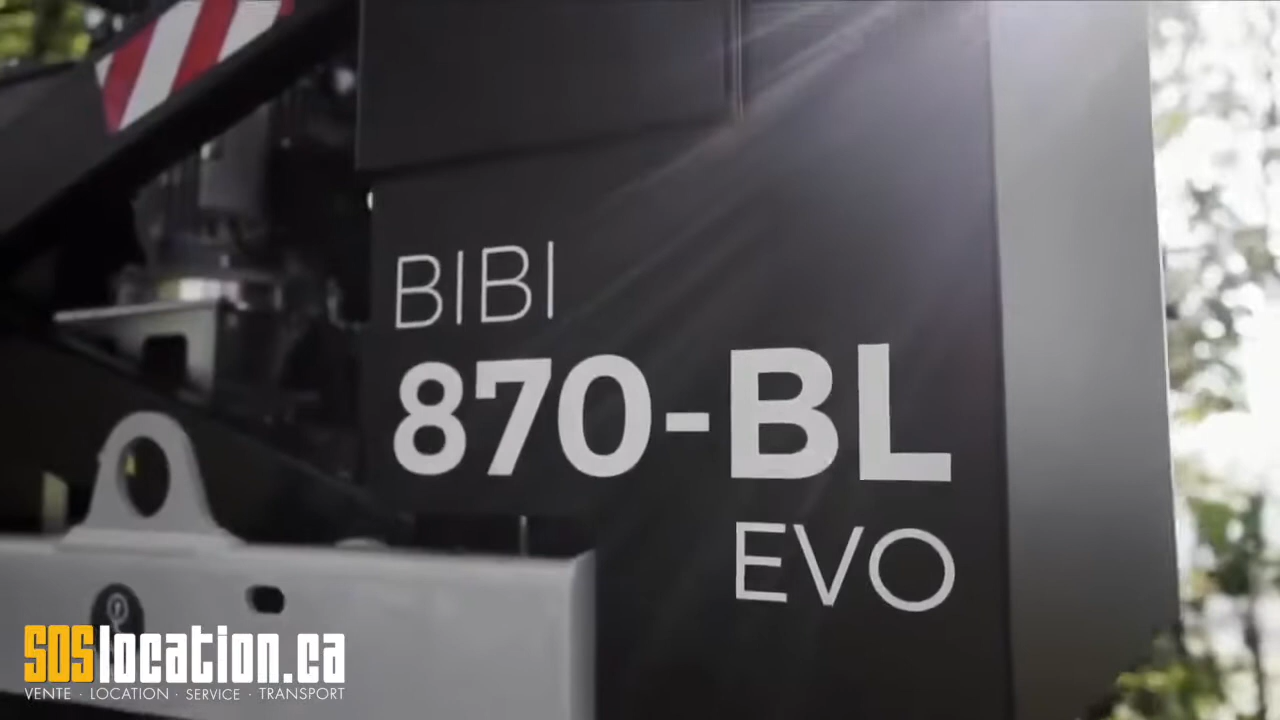 BIBI
870-BL
EVO
SOSlocation.ca
VENTE · LOCATION · SERVICE · TRANSPORT